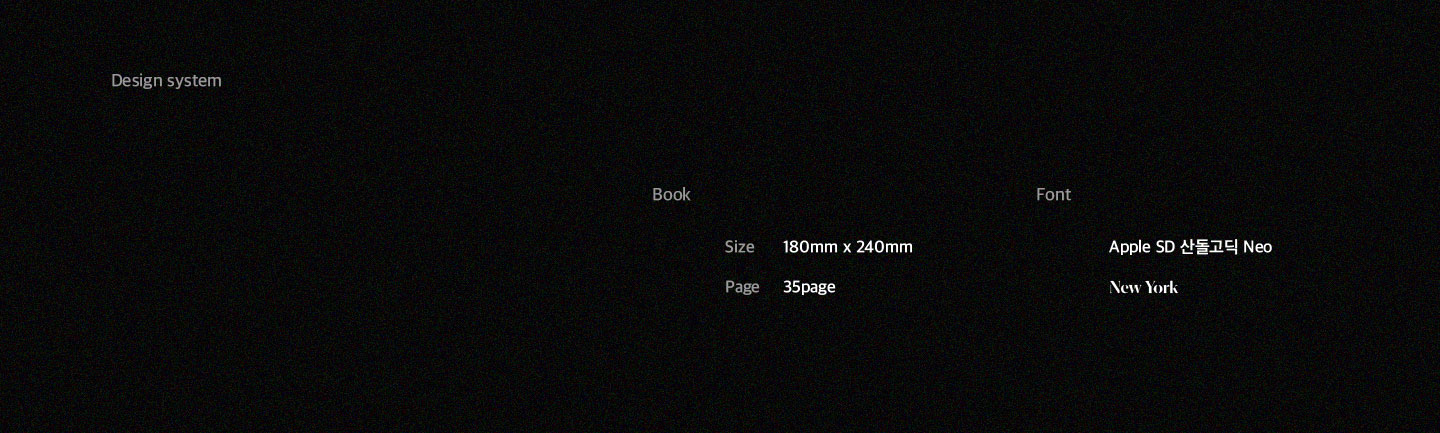 Design system
Book
Size 180mm x 240mm
Page 35page
Font
Apple SD 산돌고딕 Neo
New York